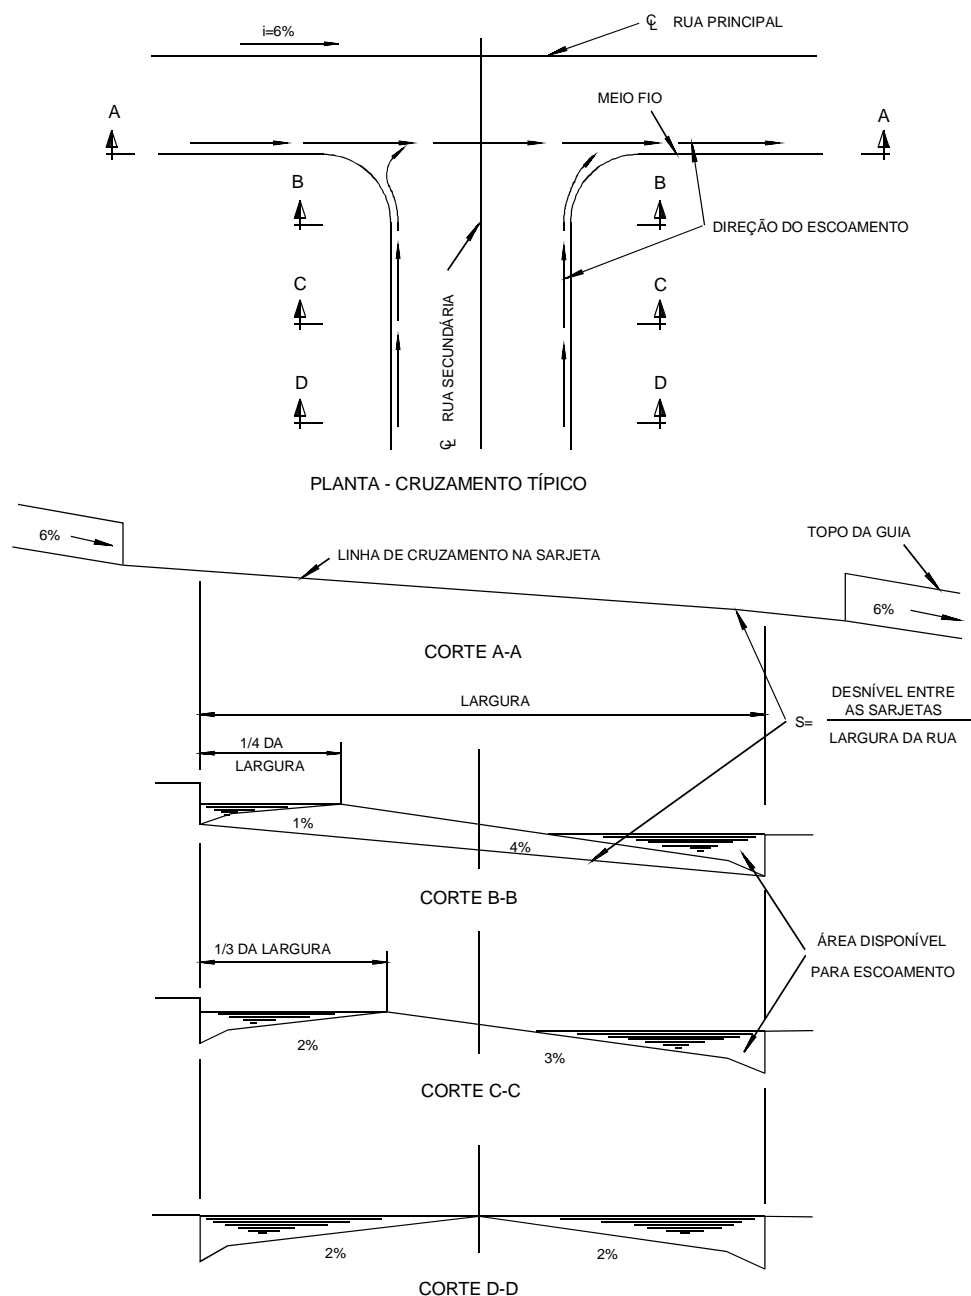 ℄ RUA PRINCIPAL
i=6%
MEIO FIO
A
A
B
B
DIREÇÃO DO ESCOAMENTO
C
C
℄ RUA SECUNDÁRIA
D
D
PLANTA - CRUZAMENTO TÍPICO
6%
LINHA DE CRUZAMENTO NA SARJETA
TOPO DA GUIA
6%
CORTE A-A
LARGURA
S=
DESNÍVEL ENTRE
AS SARJETAS
LARGURA DA RUA
1/4 DA
LARGURA
1%
4%
CORTE B-B
1/3 DA LARGURA
ÁREA DISPONÍVEL
PARA ESCOAMENTO
2%
3%
CORTE C-C
2%
2%
CORTE D-D